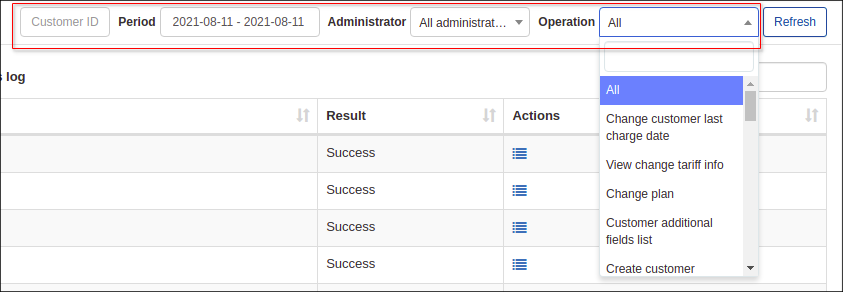 Customer ID Period 2021-08-11 - 2021-08-11 Administrator All administrat... Operation All Refresh
s log
All
Result Actions
Change customer last
charge date
Success
View change tariff info
Success
Change plan
Success
Customer additional
fields list
Success
Create customer